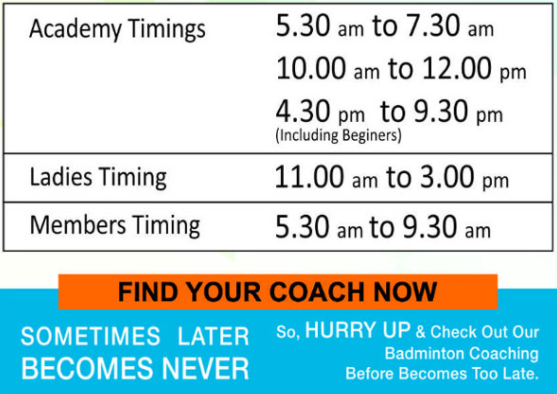 Academy Timings 5.30 am to 7.30 am
10.00 am to 12.00 pm
4.30 pm to 9.30 pm
(Including Beginers)
Ladies Timing 11.00 am to 3.00 pm
Members Timing 5.30 am to 9.30 am
FIND YOUR COACH NOW
SOMETIMES LATER
BECOMES NEVER
So, HURRY UP & Check Out Our
Badminton Coaching
Before Becomes Too Late.